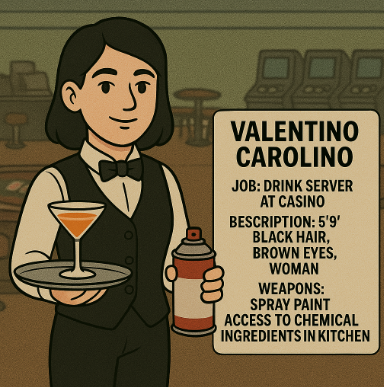 VALENTINO
CAROLINO
JOB: DRINK SERVER
AT CASINO
BESCRIPTION: 5'9'
BLACK HAIR,
BROWN EYES,
WOMAN
WEAPONS:
SPRAY PAINT
ACCESS TO CHEMICAL
INGREDIENTS IN KITCHEN